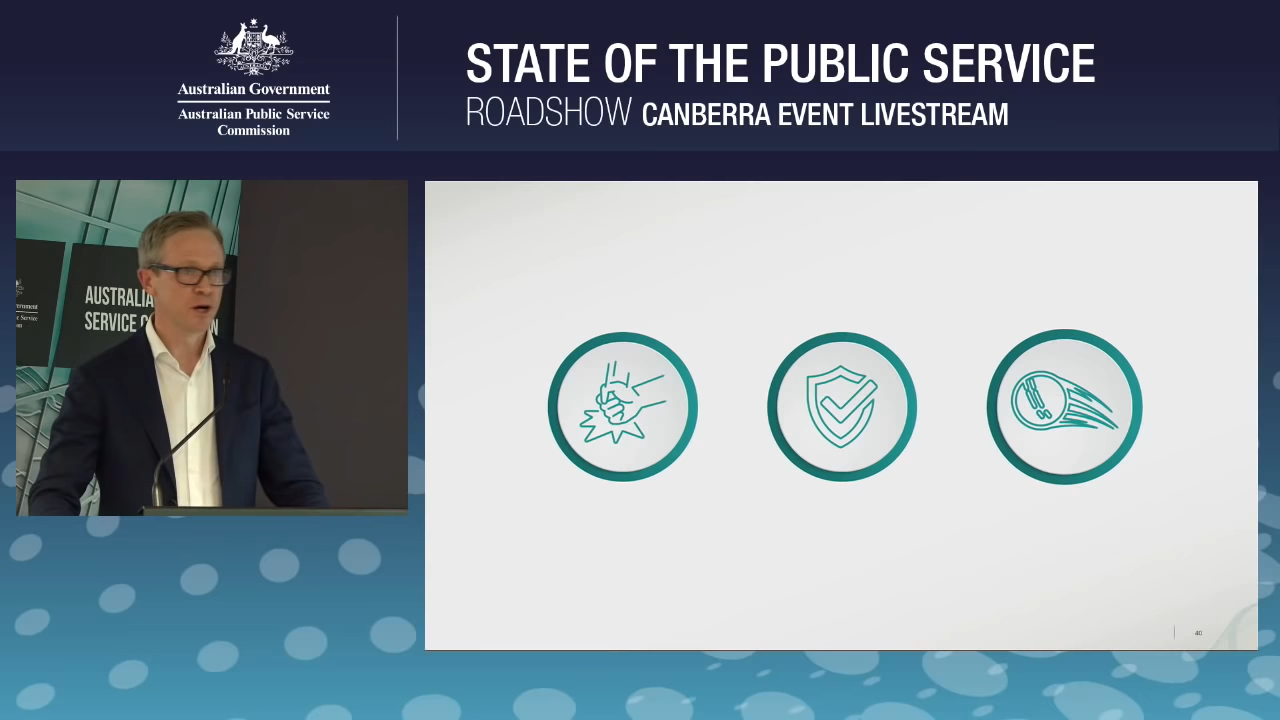 Australian Government
Australian Public Service
Commission
STATE OF THE PUBLIC SERVICE
ROADSHOW CANBERRA EVENT LIVESTREAM
AUSTRALIA
SERVICE
40